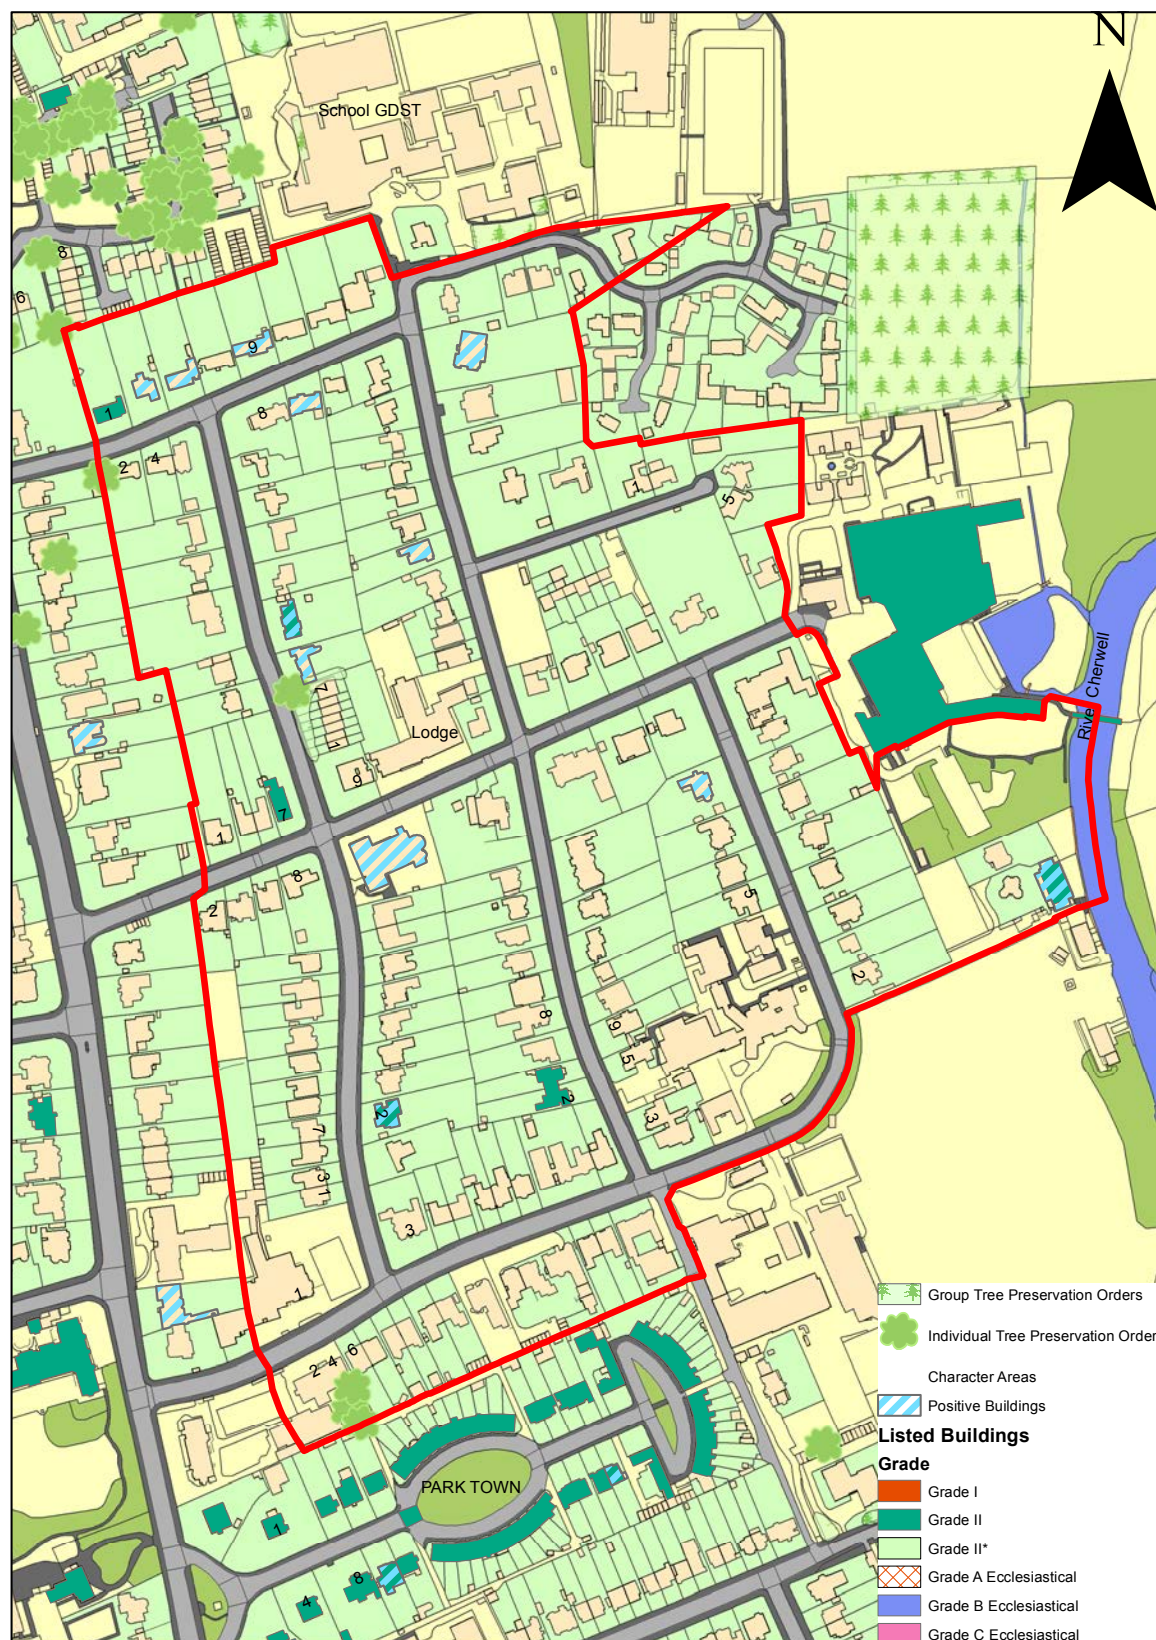 N
School GDST
8
6
9
1
8
2
4
1
5
7
Lodge
1
9
7
1
River Cherwell
8
2
5
2
8
9
5
2
2
7
3
3
1
3
1
2
4
6
PARK TOWN
1
8
4
Group Tree Preservation Orders
Individual Tree Preservation Order
Character Areas
Positive Buildings
Listed Buildings
Grade
Grade I
Grade II
Grade II*
Grade A Ecclesiastical
Grade B Ecclesiastical
Grade C Ecclesiastical